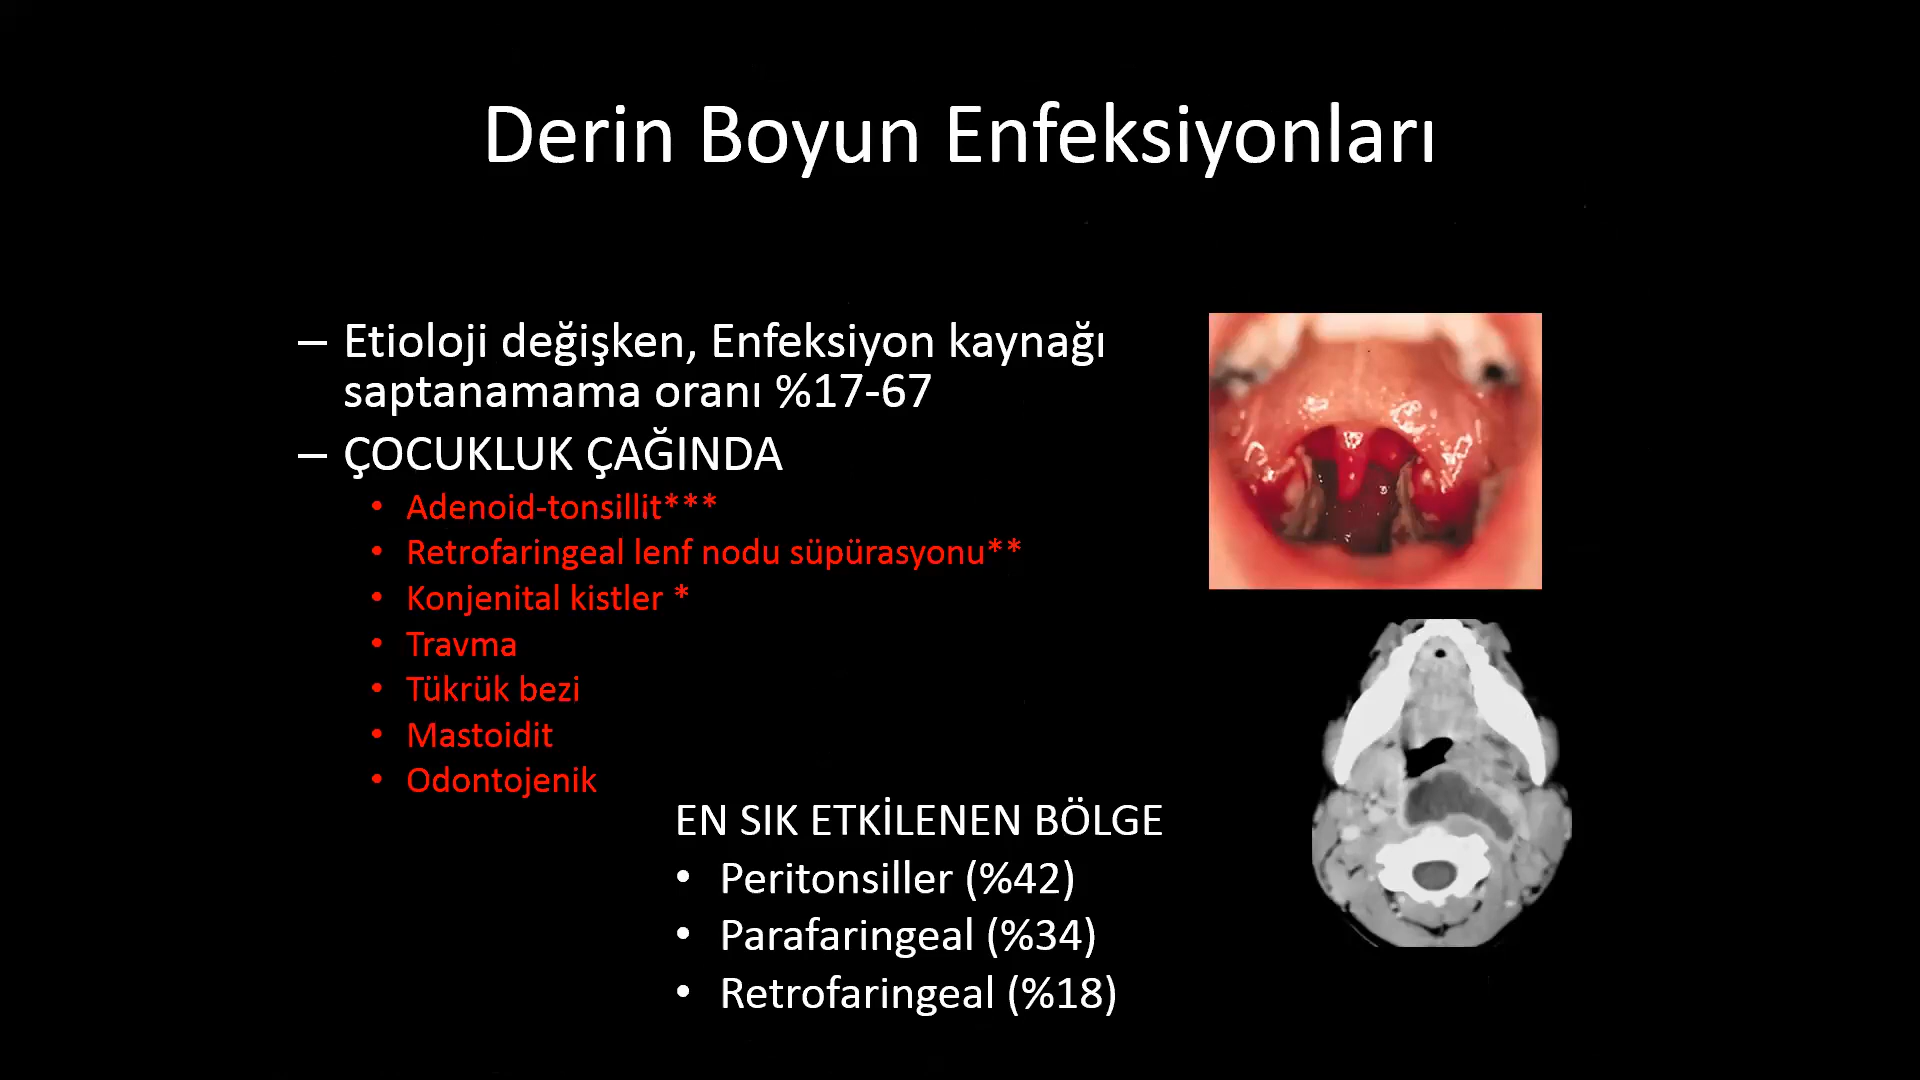 Derin Boyun Enfeksiyonları
– Etioloji değişken, Enfeksiyon kaynağı
saptanamama oranı %17-67
– ÇOCUKLUK ÇAĞINDA
• Adenoid-tonsillit***
• Retrofaringeal lenf nodu süpürasyonu**
• Konjenital kistler *
• Travma
• Tükrük bezi
• Mastoidit
• Odontojenik
EN SIK ETKİLENEN BÖLGE
• Peritonsiller (%42)
• Parafaringeal (%34)
• Retrofaringeal (%18)